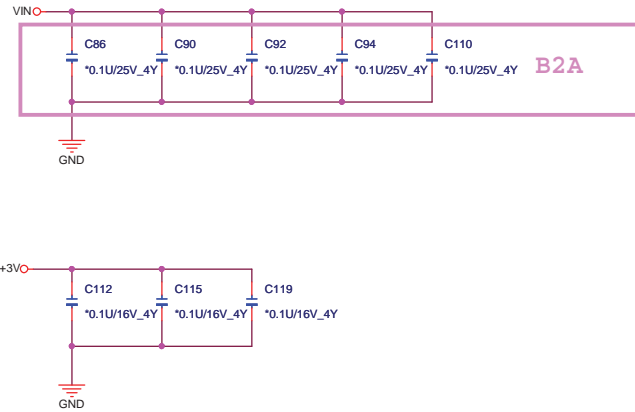 VIN
C86 C90 C92 C94 C110
*0.1U/25V_4Y *0.1U/25V_4Y *0.1U/25V_4Y *0.1U/25V_4Y *0.1U/25V_4Y B2A
GND
+3V
C112 C115 C119
*0.1U/16V_4Y *0.1U/16V_4Y *0.1U/16V_4Y
GND